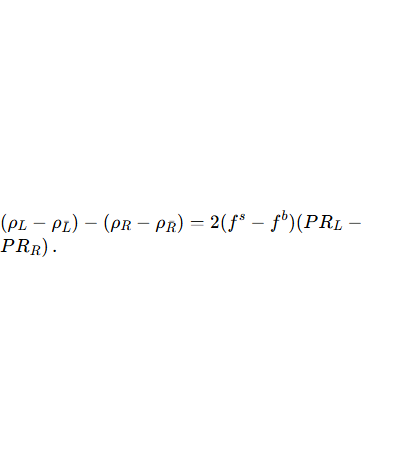 (ρ_L − ρ_L̄) − (ρ_R − ρ_R̄) = 2(f^s − f^b)(PR_L −
PR_R) .